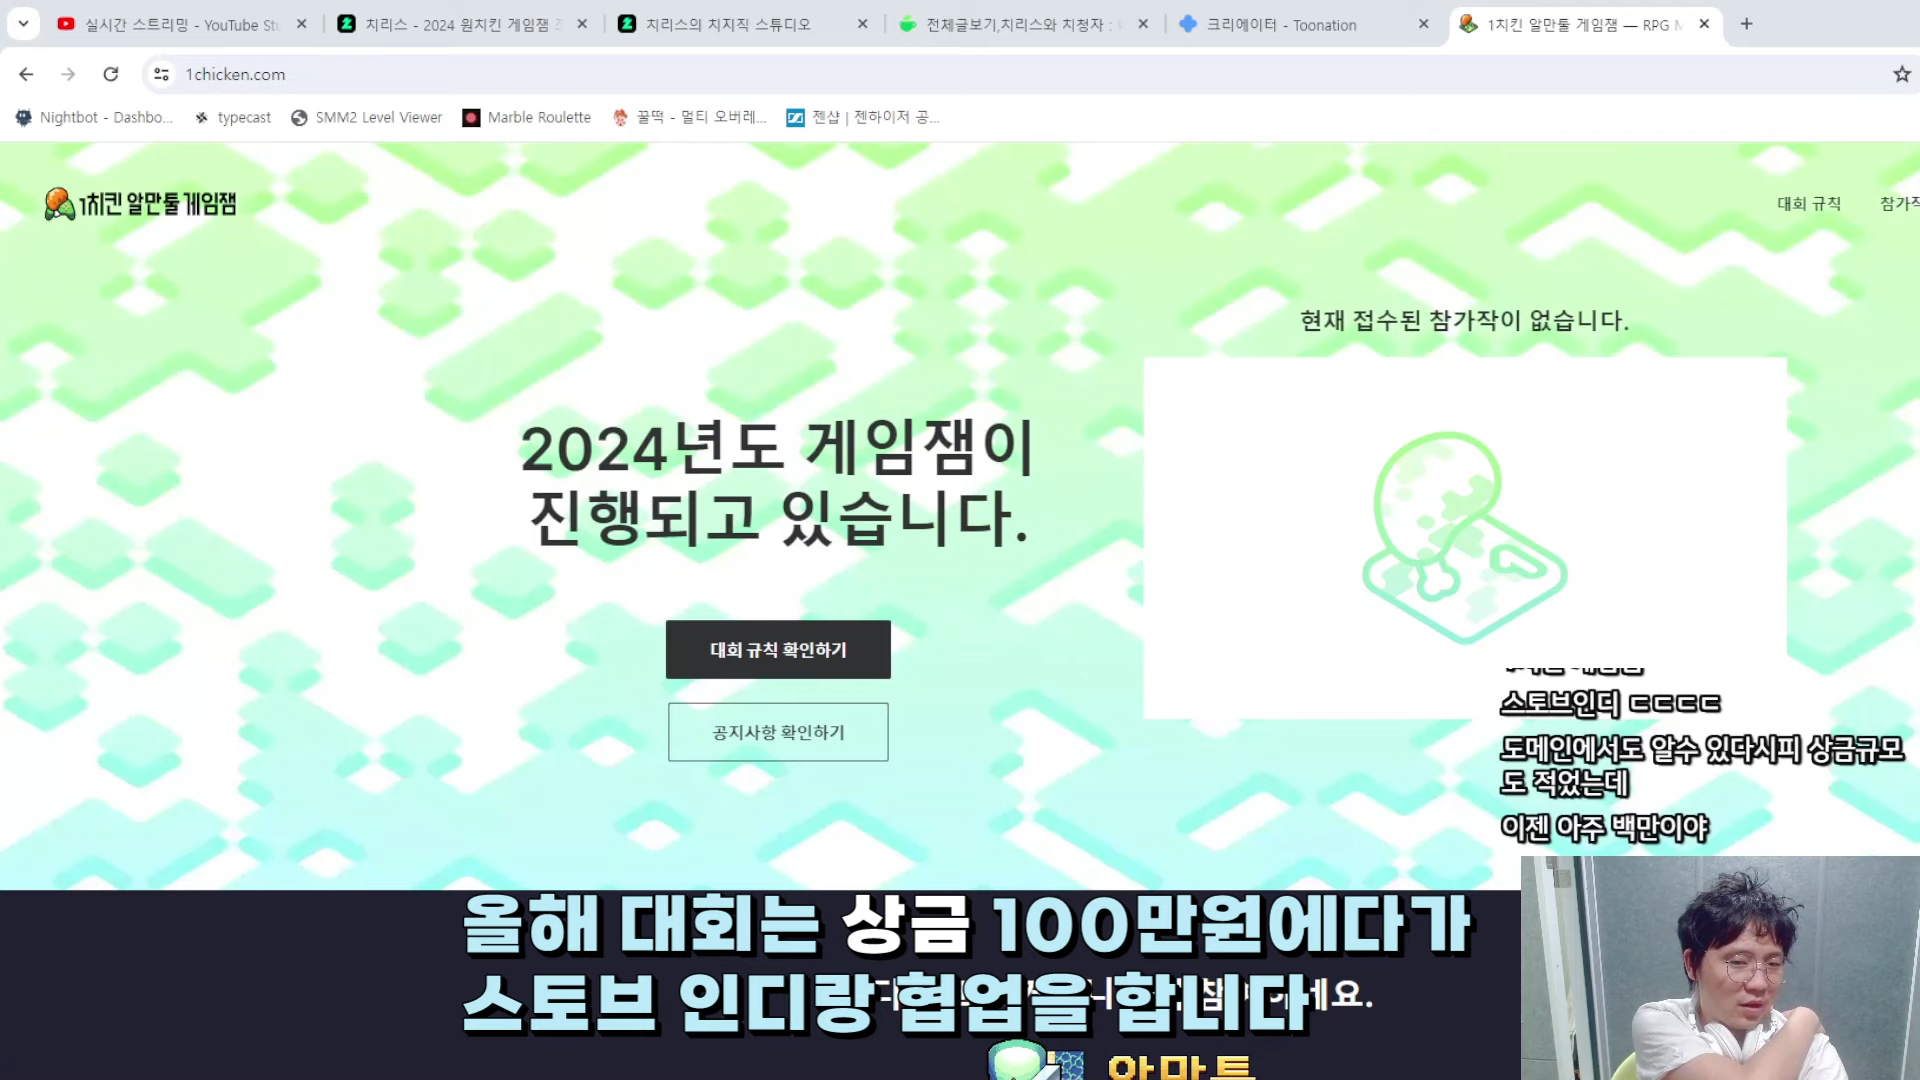 실시간 스트리밍 - YouTube Stu
치리스 - 2024 원치킨 게임잼
치리스의 치지직 스튜디오
전체글보기,치리스와 치청자 :
크리에이터 - Toonation
1치킨 알만툴 게임잼 — RPG M
1chicken.com
Nightbot - Dashbo...
typecast
SMM2 Level Viewer
Marble Roulette
꿀떡 - 멀티 오버레...
젠샵 | 젠하이저 공...
1치킨 알만툴 게임잼
대회 규칙
참가작
현재 접수된 참가작이 없습니다.
2024년도 게임잼이
진행되고 있습니다.
대회 규칙 확인하기
공지사항 확인하기
스토브인디 ㄷㄷㄷㄷ
도메인에서도 알수 있다시피 상금규모
도 적었는데
이젠 아주 백만이야
올해 대회는 상금 100만원에다가
스토브 인디랑 협업을 합니다
알만툴